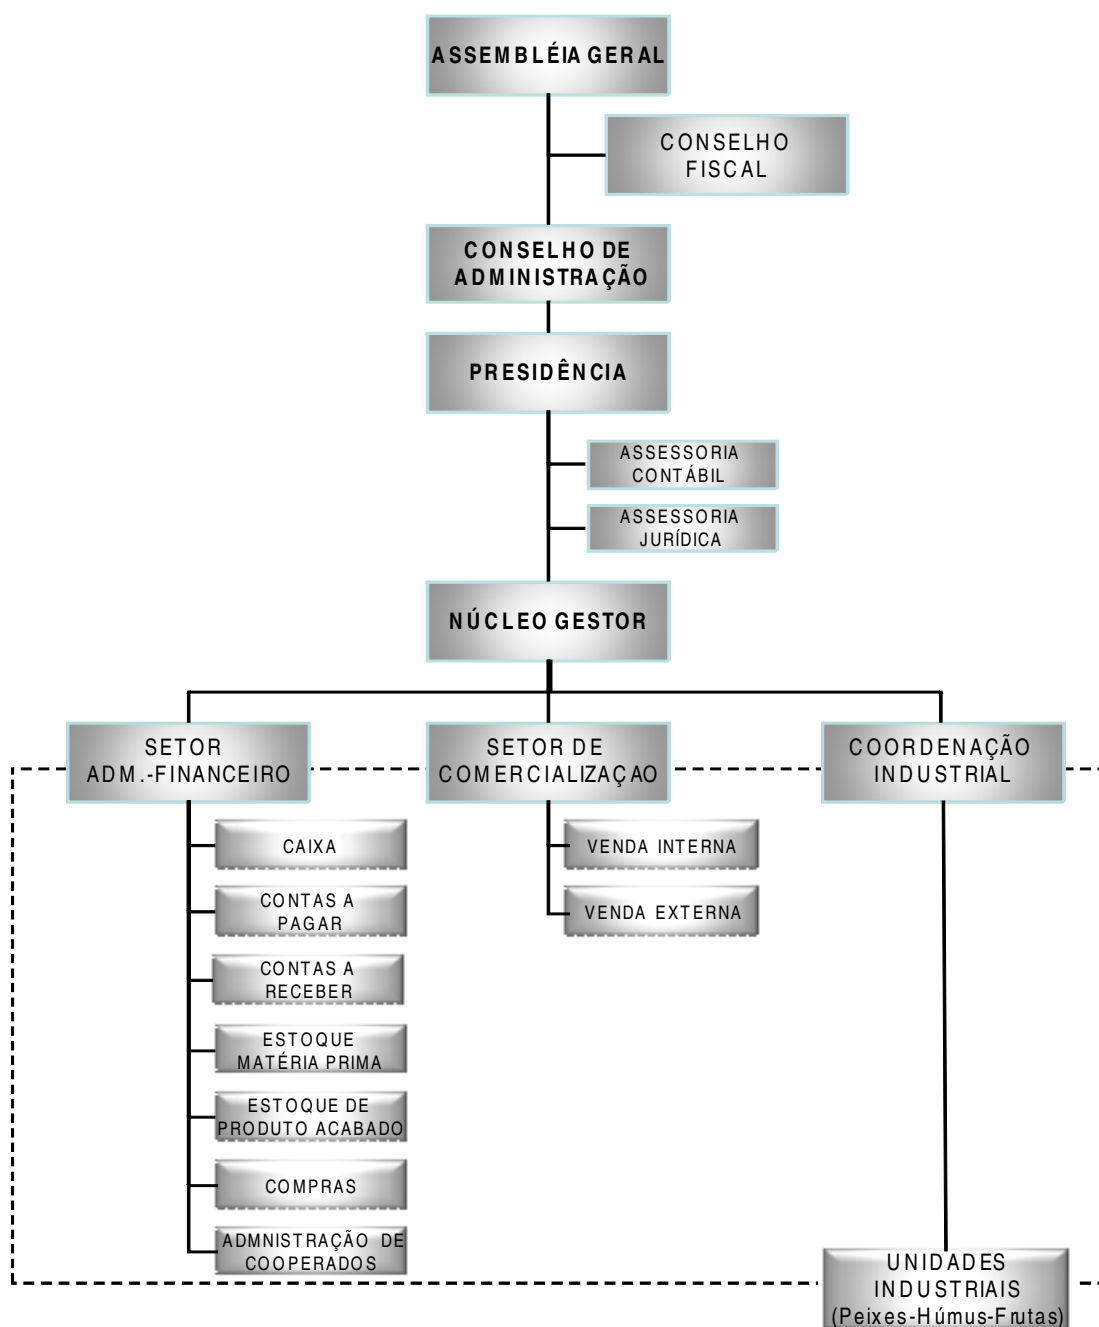 ASSEMBLÉIA GERAL
CONSELHO
FISCAL
CONSELHO DE
ADMINISTRAÇÃO
PRESIDÊNCIA
ASSESSORIA
CONTÁBIL
ASSESSORIA
JURÍDICA
NÚCLEO GESTOR
SETOR
ADM.-FINANCEIRO
SETOR DE
COMERCIALIZAÇAO
COORDENAÇÃO
INDUSTRIAL
CAIXA
CONTAS A
PAGAR
CONTAS A
RECEBER
ESTOQUE
MATÉRIA PRIMA
ESTOQUE DE
PRODUTO ACABADO
COMPRAS
ADMNISTRAÇÃO DE
COOPERADOS
VENDA INTERNA
VENDA EXTERNA
UNIDADES
INDUSTRIAIS
(Peixes-Húmus-Frutas)